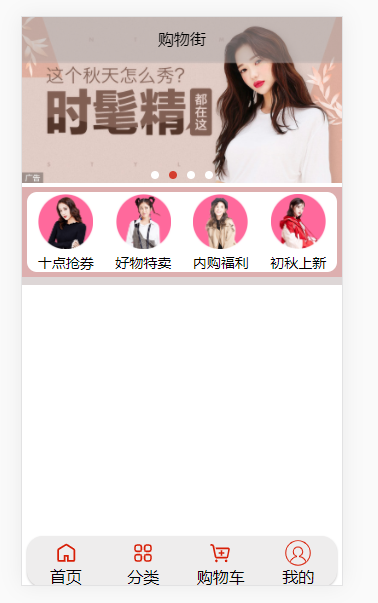 购物街
这个秋天怎么秀?
时髦精 都在这
广告
十点抢券 好物特卖 内购福利 初秋上新
首页 分类 购物车 我的